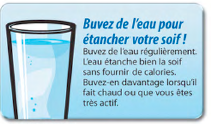 Buvez de l'eau pour
étancher votre soif !
Buvez de l'eau régulièrement.
L'eau étanche bien la soif
sans fournir de calories.
Buvez-en davantage lorsqu'il
fait chaud ou que vous êtes
très actif.